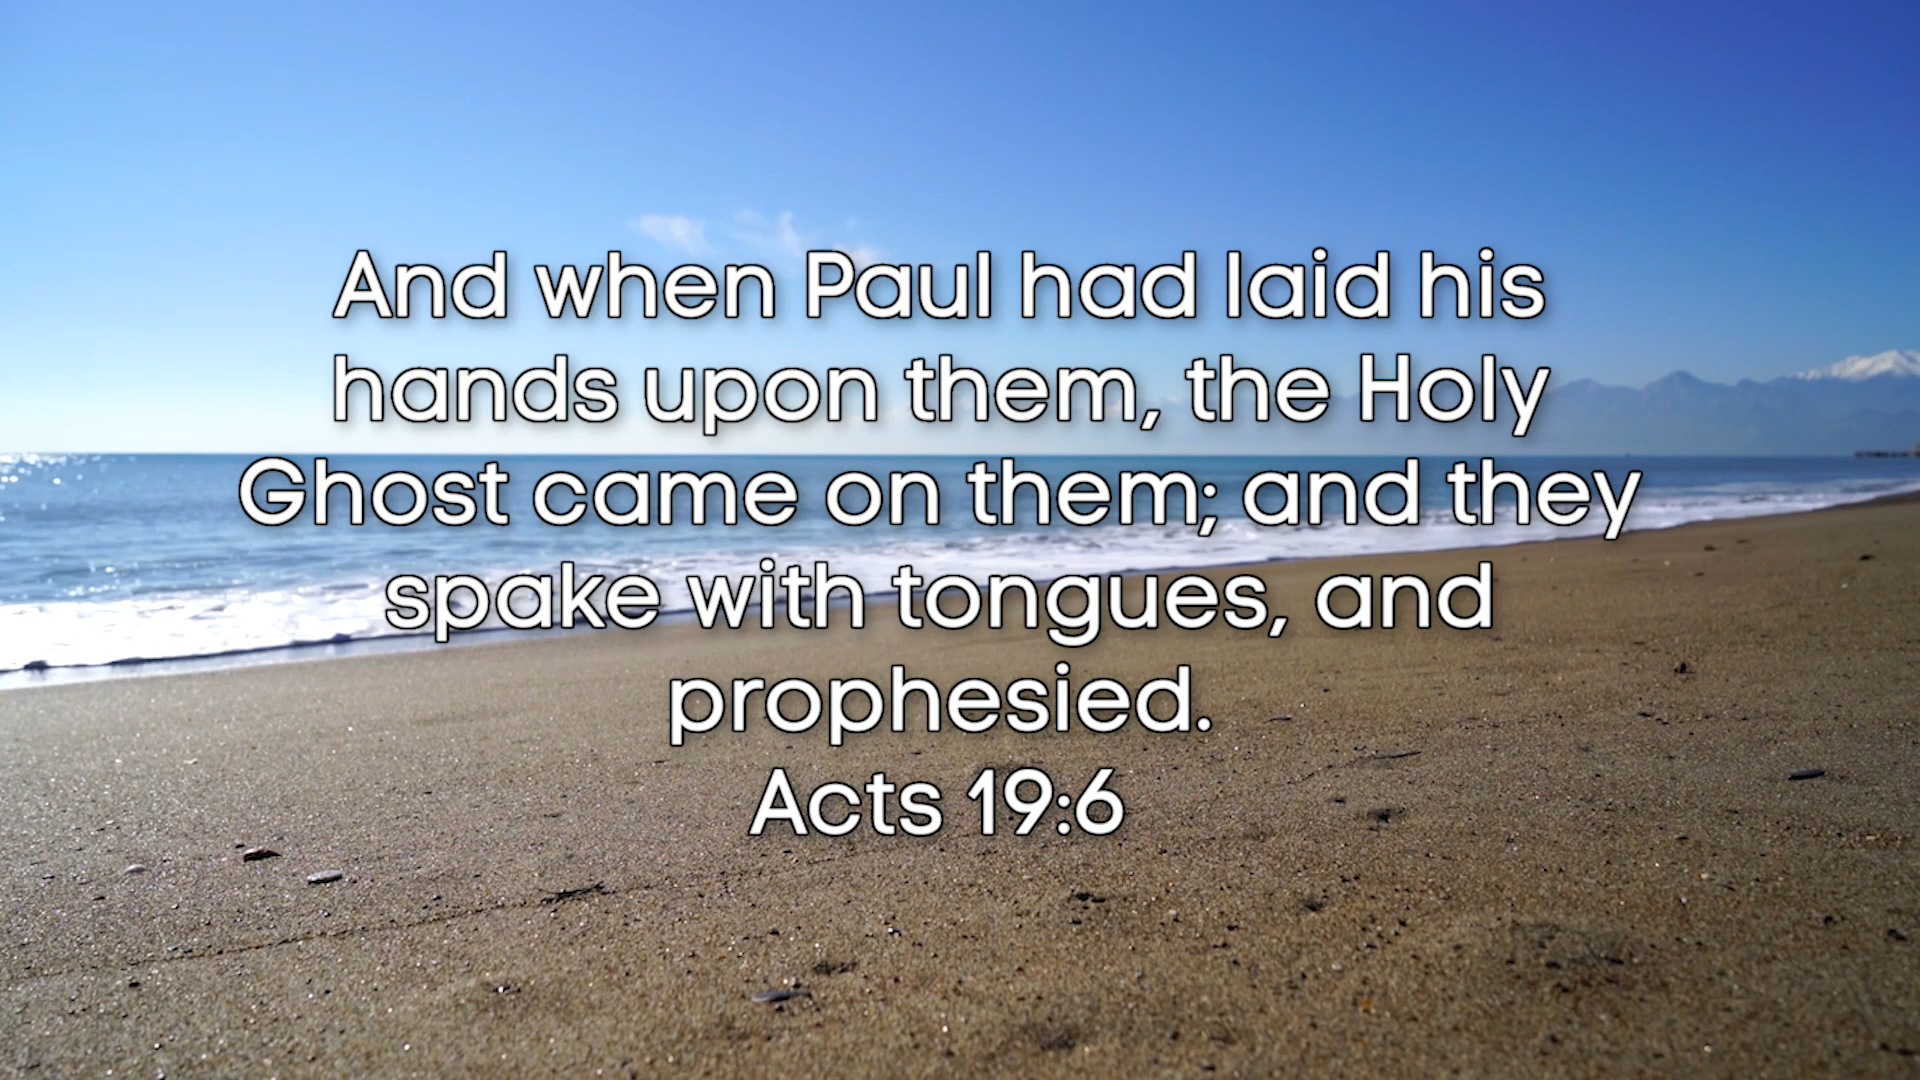 And when Paul had laid his
hands upon them, the Holy
Ghost came on them; and they
spake with tongues, and
prophesied.
Acts 19:6